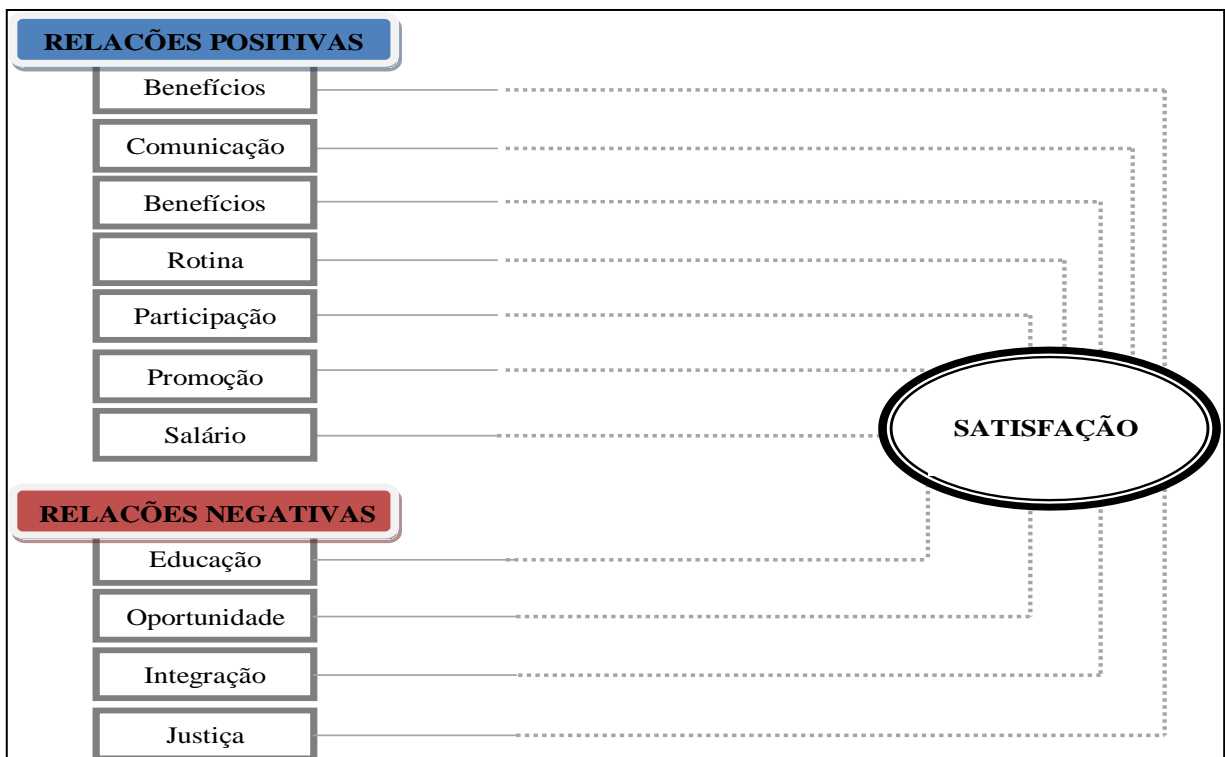 RELACÕES POSITIVAS
Benefícios
Comunicação
Benefícios
Rotina
Participação
Promoção
Salário
SATISFAÇÃO
RELACÕES NEGATIVAS
Educação
Oportunidade
Integração
Justiça